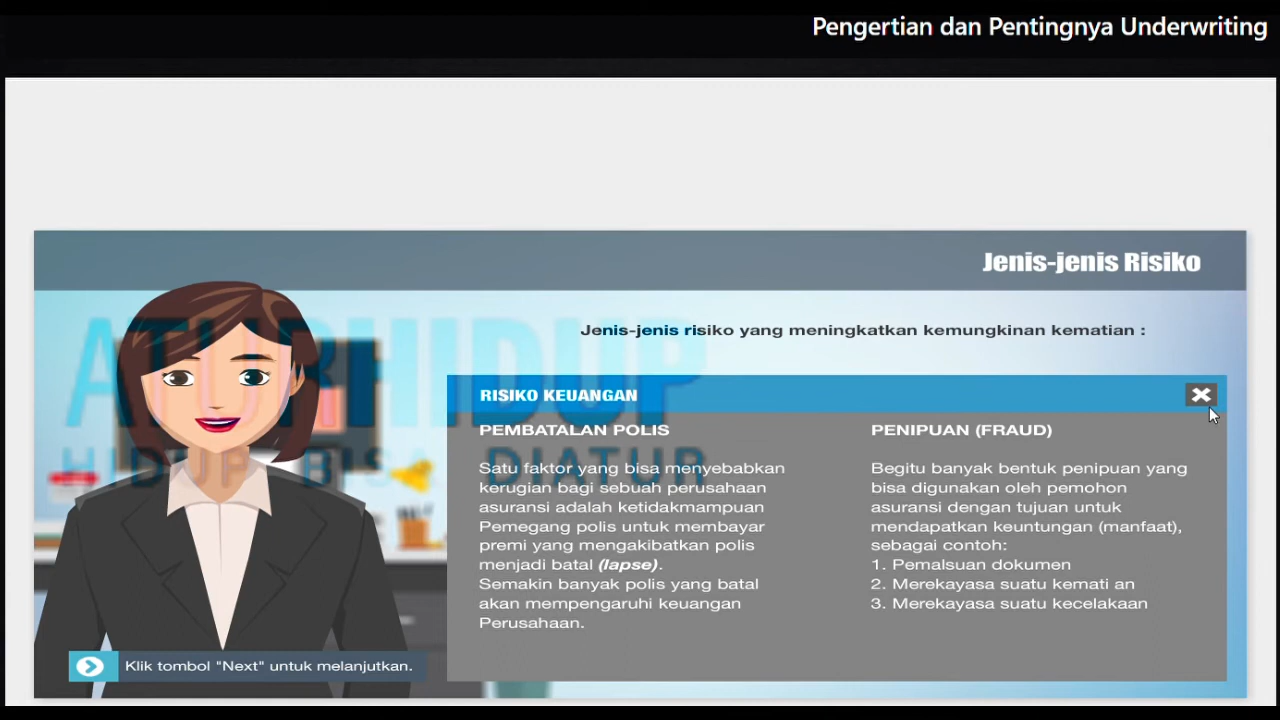 Pengertian dan Pentingnya Underwriting
Jenis-jenis Risiko
Jenis-jenis risiko yang meningkatkan kemungkinan kematian :
ATURHIDUP
HIDUP BISA DIATUR
RISIKO KEUANGAN
PEMBATALAN POLIS
Satu faktor yang bisa menyebabkan
kerugian bagi sebuah perusahaan
asuransi adalah ketidakmampuan
Pemegang polis untuk membayar
premi yang mengakibatkan polis
menjadi batal (lapse).
Semakin banyak polis yang batal
akan mempengaruhi keuangan
Perusahaan.
PENIPUAN (FRAUD)
Begitu banyak bentuk penipuan yang
bisa digunakan oleh pemohon
asuransi dengan tujuan untuk
mendapatkan keuntungan (manfaat),
sebagai contoh:
1. Pemalsuan dokumen
2. Merekayasa suatu kemati an
3. Merekayasa suatu kecelakaan
Klik tombol "Next" untuk melanjutkan.